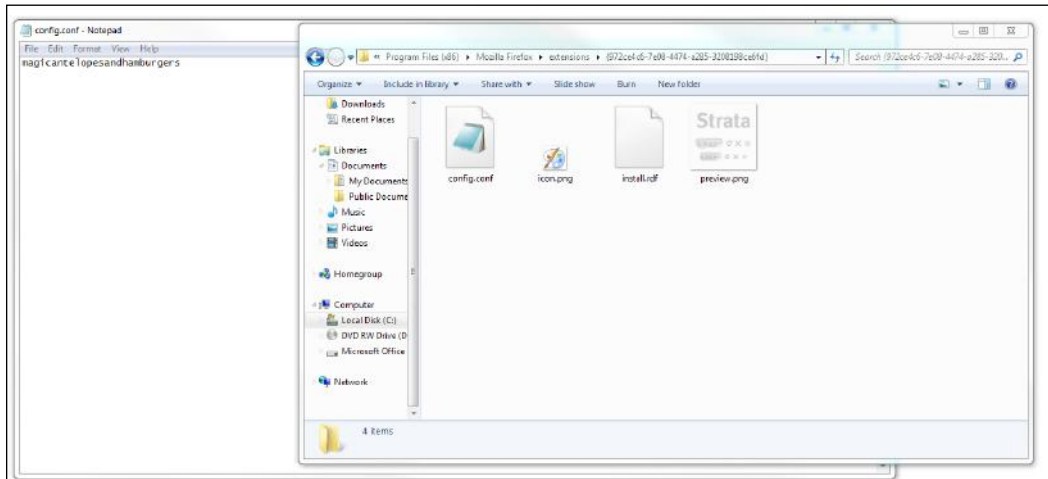 config.conf - Notepad
File Edit Format View Help
magicantelopesandhamburgers
« Program Files (x86) ▸ Mozilla Firefox ▸ extensions ▸
Organize Include in library Share with Slide show Burn New folder
Downloads
Recent Places
Libraries
Documents
My Documents
Public Docume
Music
Pictures
Videos
Homegroup
Computer
Local Disk (C:)
DVD RW Drive (D
Microsoft Office
Network
Strata
config.conf
icon.png
install.rdf
preview.png
4 items